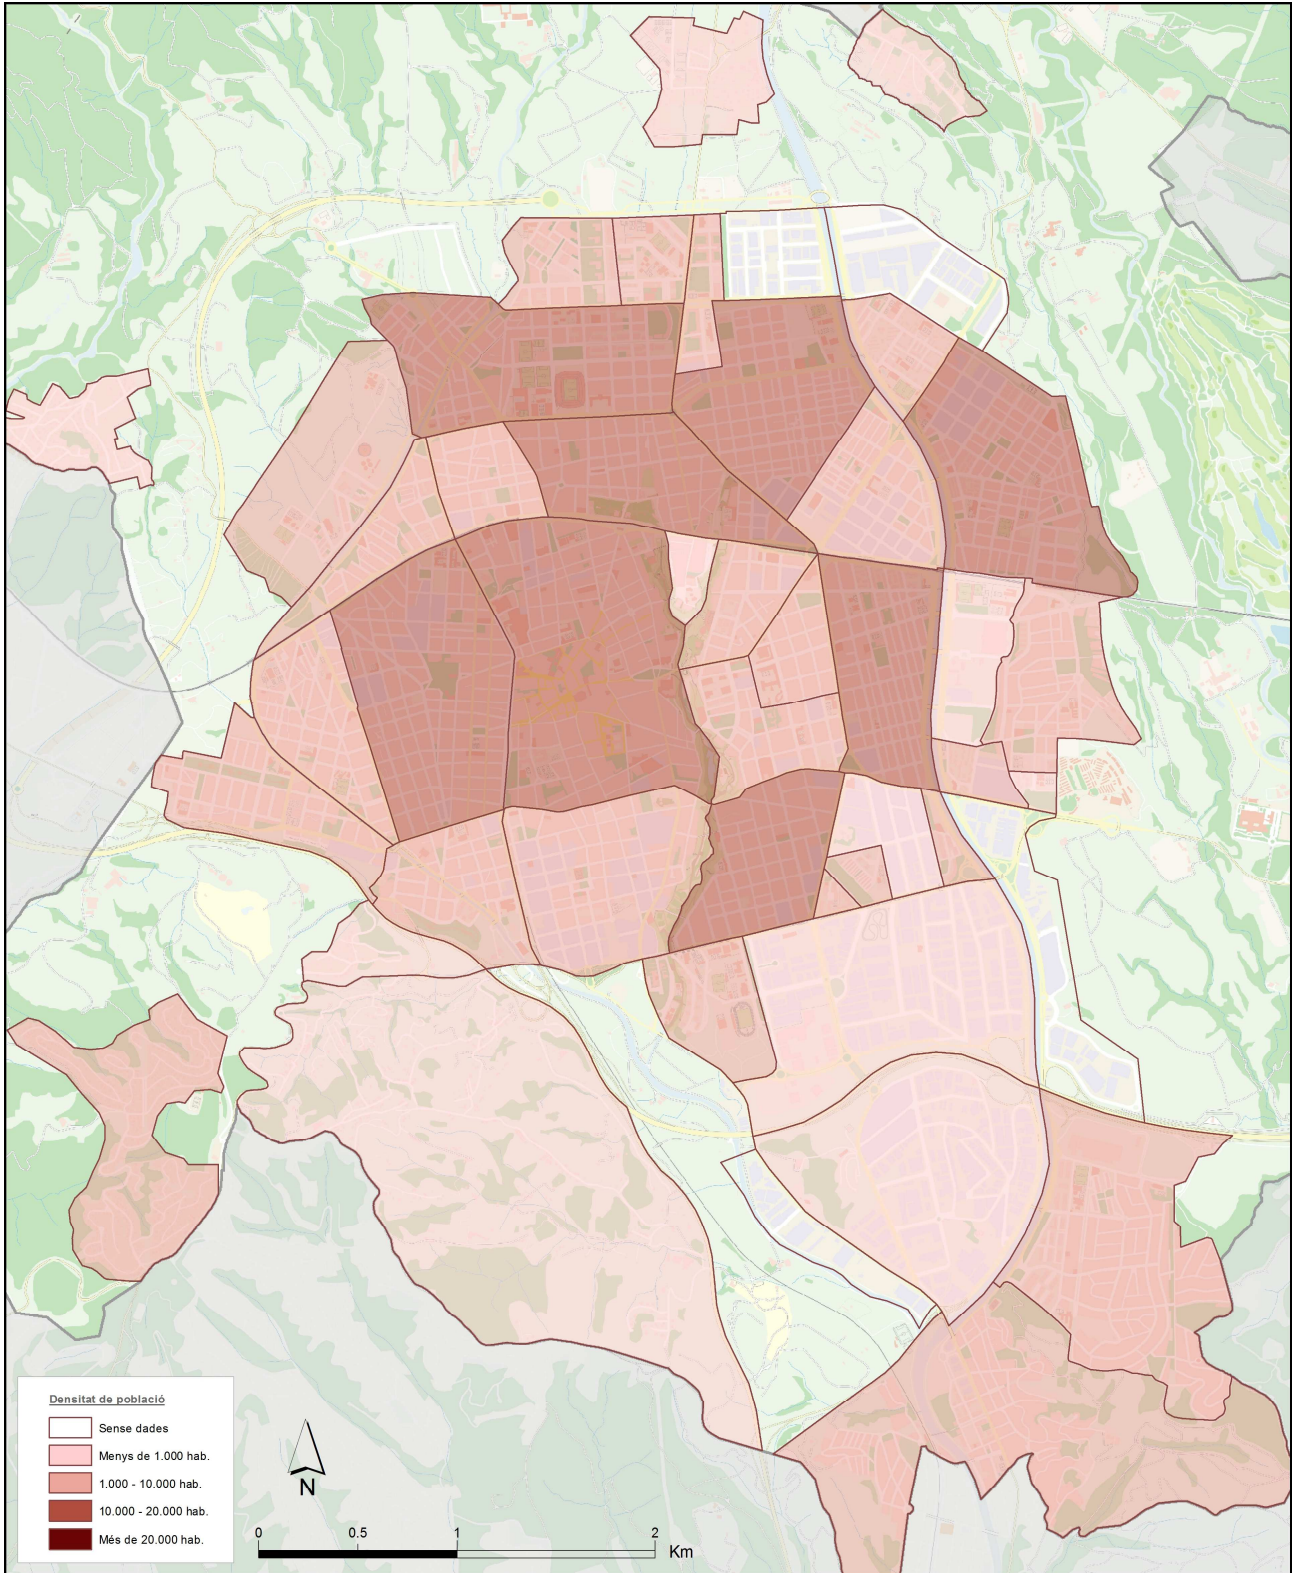 Densitat de població
Sense dades
Menys de 1.000 hab.
1.000 - 10.000 hab.
10.000 - 20.000 hab.
Més de 20.000 hab.
N
0 0.5 1 2
Km